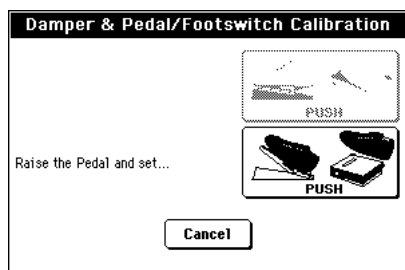 Damper & Pedal/Footswitch Calibration
PUSH
Raise the Pedal and set...
PUSH
Cancel